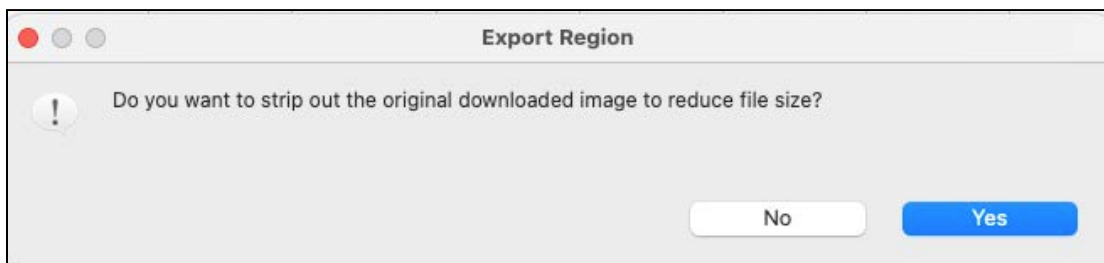 Export Region
Do you want to strip out the original downloaded image to reduce file size?
No
Yes